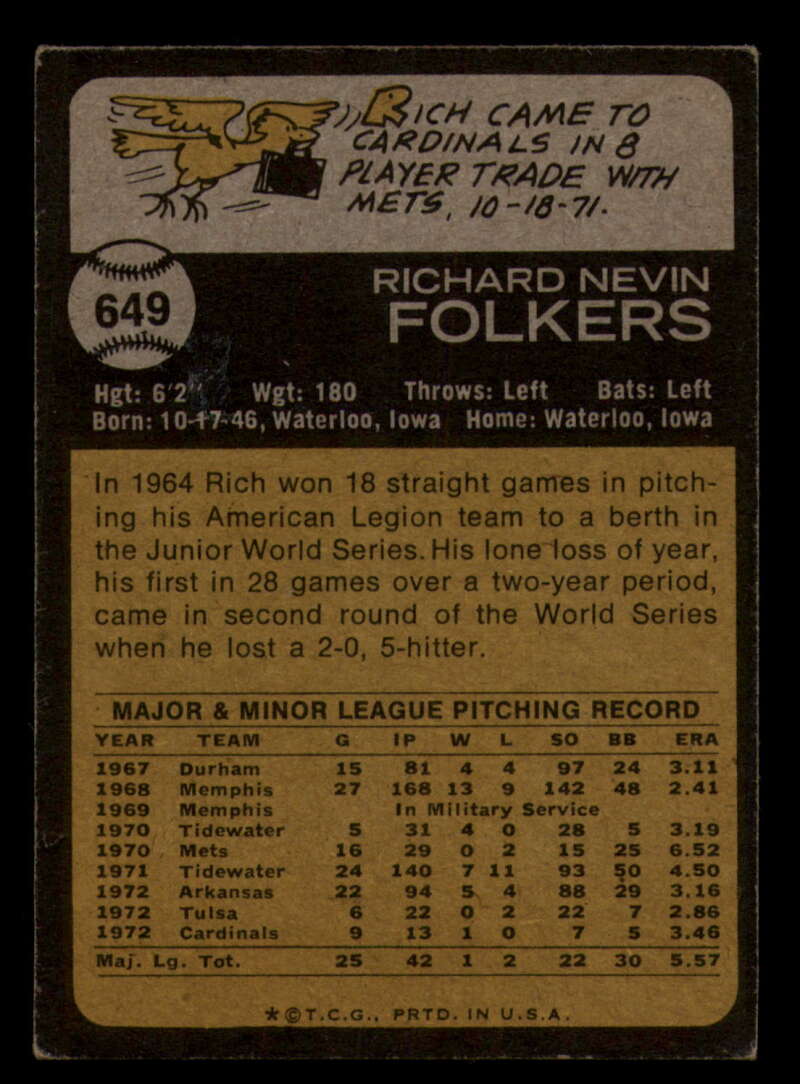 RICH CAME TO
CARDINALS IN 8
PLAYER TRADE WITH
METS, 10-18-71.
649
RICHARD NEVIN
FOLKERS
Hgt: 6'2" Wgt: 180 Throws: Left Bats: Left
Born: 10-17-46, Waterloo, Iowa Home: Waterloo, Iowa
In 1964 Rich won 18 straight games in pitch-
ing his American Legion team to a berth in
the Junior World Series. His lone loss of year,
his first in 28 games over a two-year period,
came in second round of the World Series
when he lost a 2-0, 5-hitter.
MAJOR & MINOR LEAGUE PITCHING RECORD
YEAR TEAM G IP W L SO BB ERA
1967 Durham 15 81 4 4 97 24 3.11
1968 Memphis 27 168 13 9 142 48 2.41
1969 Memphis In Military Service
1970 Tidewater 5 31 4 0 28 5 3.19
1970 Mets 16 29 0 2 15 25 6.52
1971 Tidewater 24 140 7 11 93 50 4.50
1972 Arkansas 22 94 5 4 88 29 3.16
1972 Tulsa 6 22 0 2 22 7 2.86
1972 Cardinals 9 13 1 0 7 5 3.46
Maj. Lg. Tot. 25 42 1 2 22 30 5.57
*©T.C.G., PRTD. IN U.S.A.